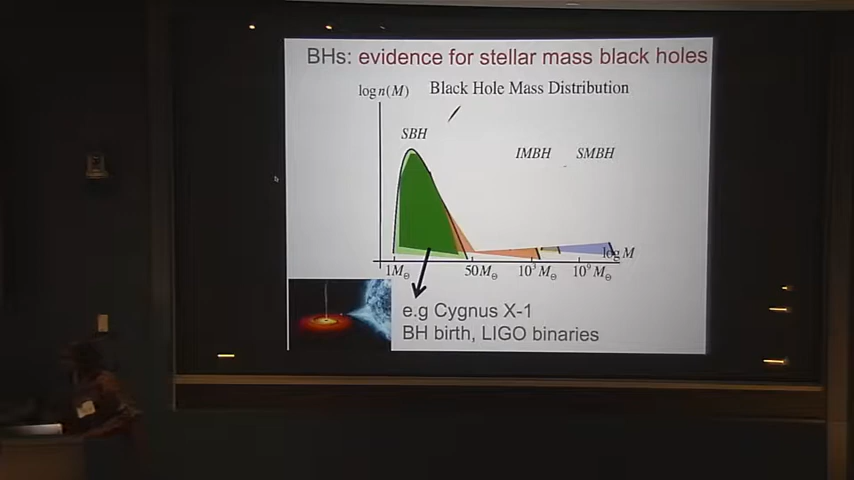 BHs: evidence for stellar mass black holes
log n(M)
Black Hole Mass Distribution
SBH
IMBH
SMBH
log M
1M⊙ 50M⊙ 10³M⊙ 10⁹M⊙
e.g Cygnus X-1
BH birth, LIGO binaries